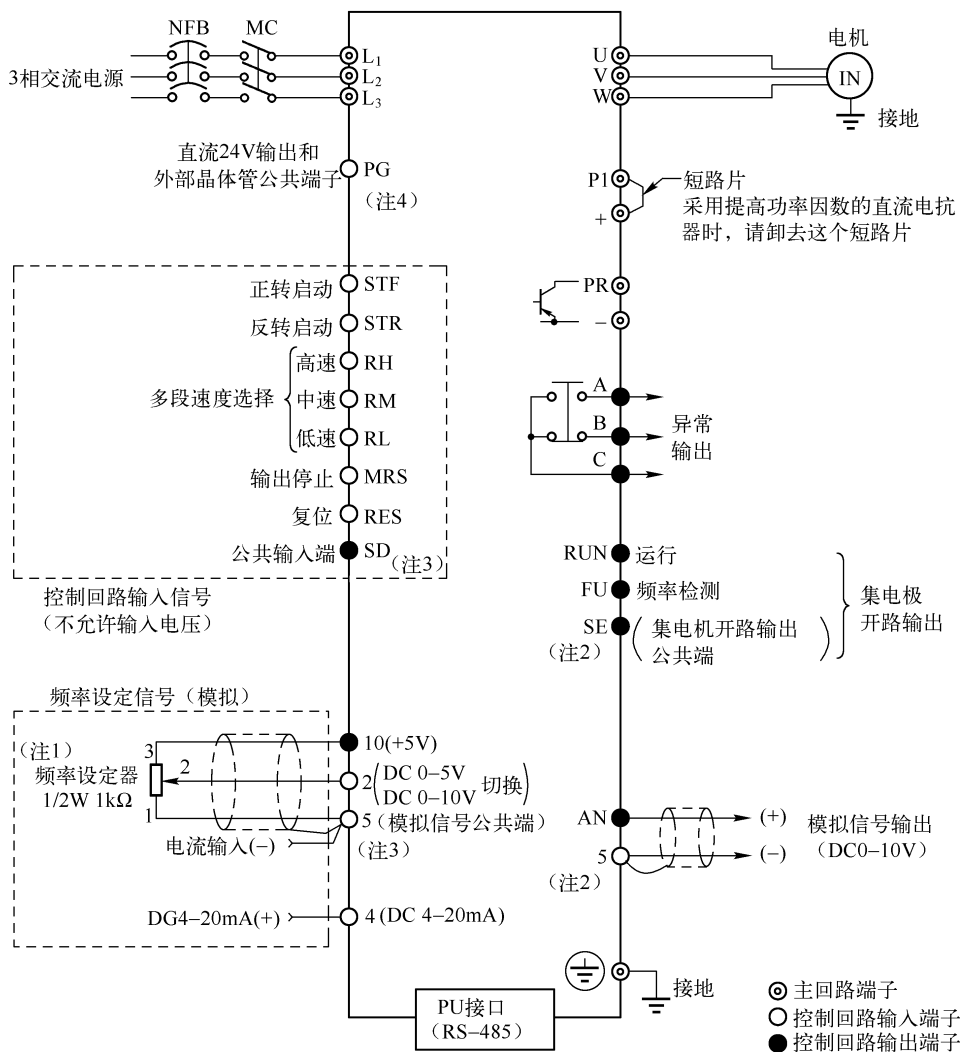 NFB
MC
3相交流电源
L1
L2
L3
U
V
W
电机
IN
接地
直流24V输出和
外部晶体管公共端子
PG
(注4)
P1
+
短路片
采用提高功率因数的直流电抗
器时，请卸去这个短路片
正转启动
STF
反转启动
STR
多段速度选择
高速
RH
中速
RM
低速
RL
输出停止
MRS
复位
RES
公共输入端
SD
(注3)
控制回路输入信号
（不允许输入电压）
PR
−
A
B
C
异常
输出
RUN
运行
FU
频率检测
SE
(注2)
(集电机开路输出
公共端)
集电极
开路输出
频率设定信号（模拟）
(注1)
频率设定器
1/2W 1kΩ
3
2
1
10(+5V)
2
(DC 0−5V
DC 0−10V
切换)
5（模拟信号公共端）
(注3)
电流输入(−)
DG4−20mA(+)
4 (DC 4−20mA)
AN
5
(注2)
(+)
(−)
模拟信号输出
（DC0−10V）
接地
PU接口
（RS−485）
主回路端子
控制回路输入端子
控制回路输出端子